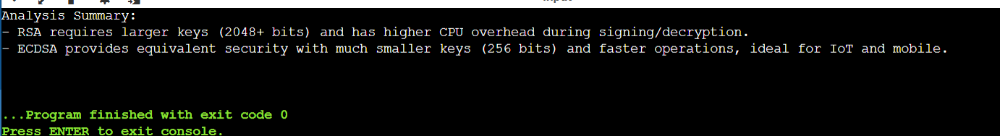 Analysis Summary:
- RSA requires larger keys (2048+ bits) and has higher CPU overhead during signing/decryption.
- ECDSA provides equivalent security with much smaller keys (256 bits) and faster operations, ideal for IoT and mobile.
...Program finished with exit code 0
Press ENTER to exit console.